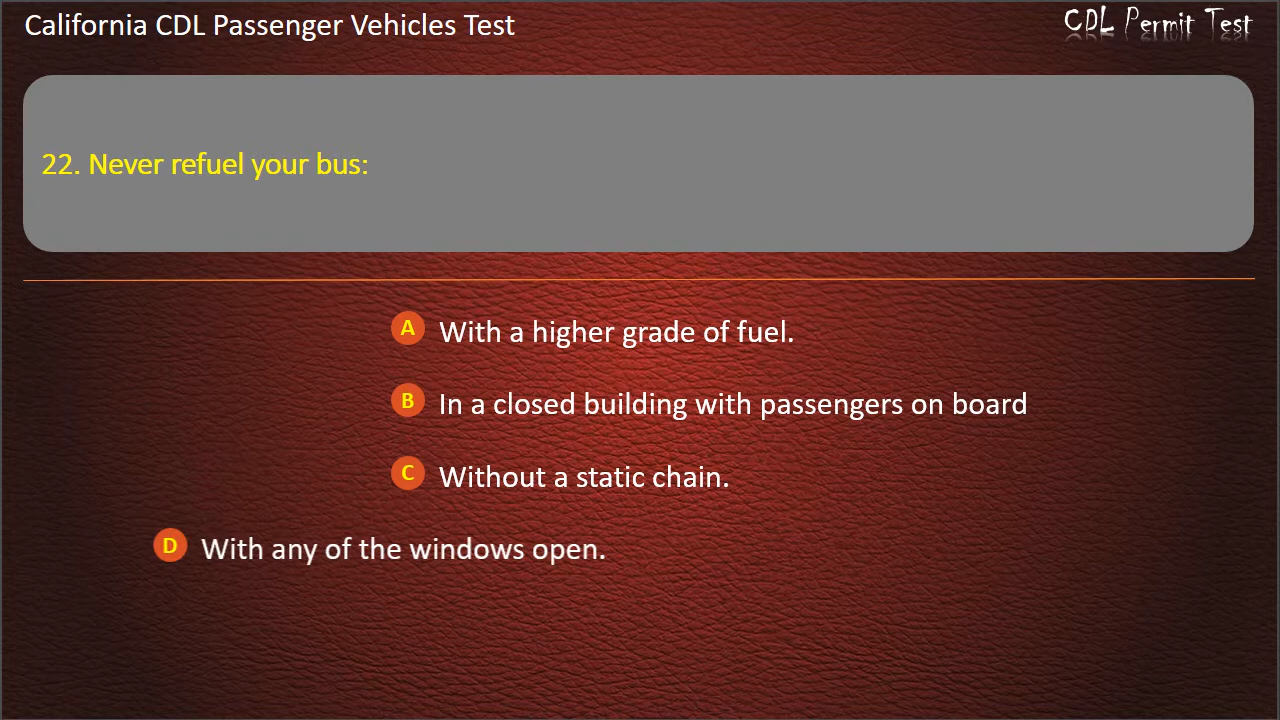 California CDL Passenger Vehicles Test
CDL Permit Test
22. Never refuel your bus:
A With a higher grade of fuel.
B In a closed building with passengers on board
C Without a static chain.
D With any of the windows open.